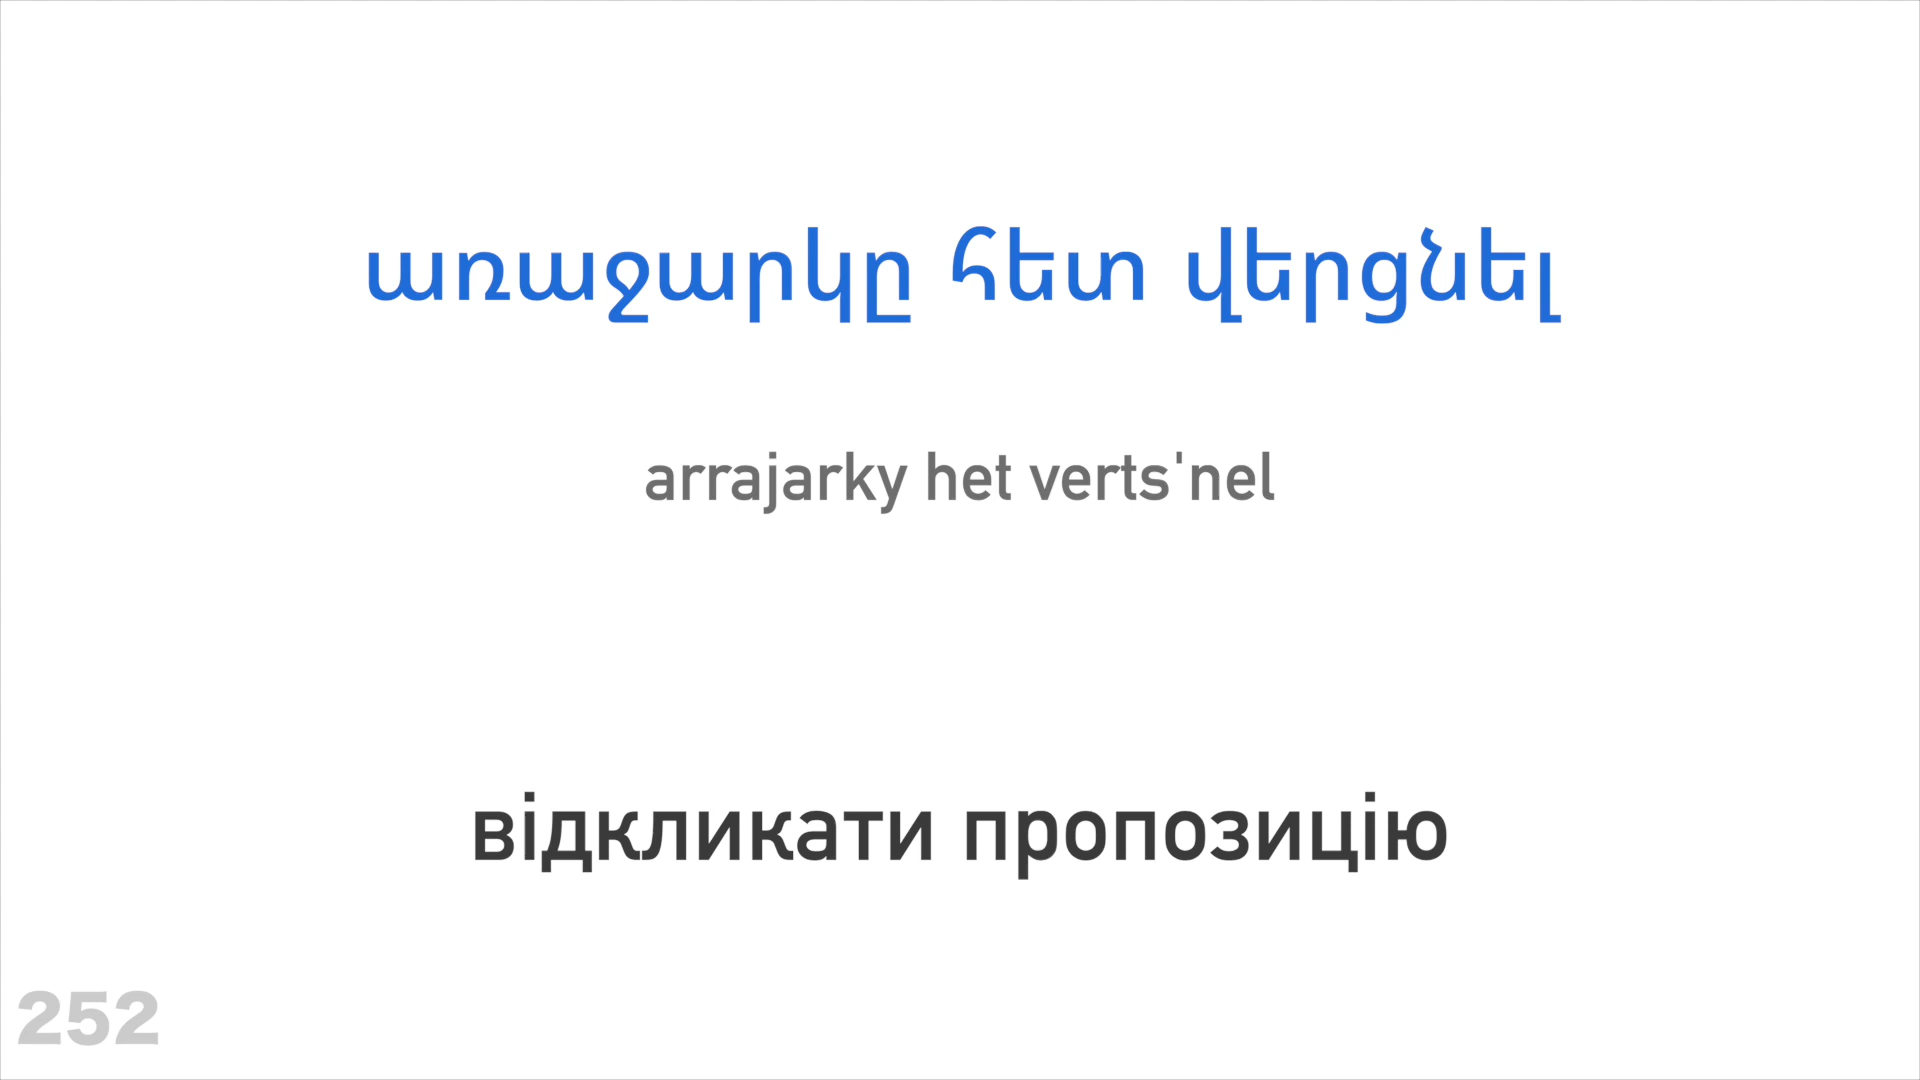 առաջարկը հետ վերցնել
arrajarky het verts'nel
відкликати пропозицію
252